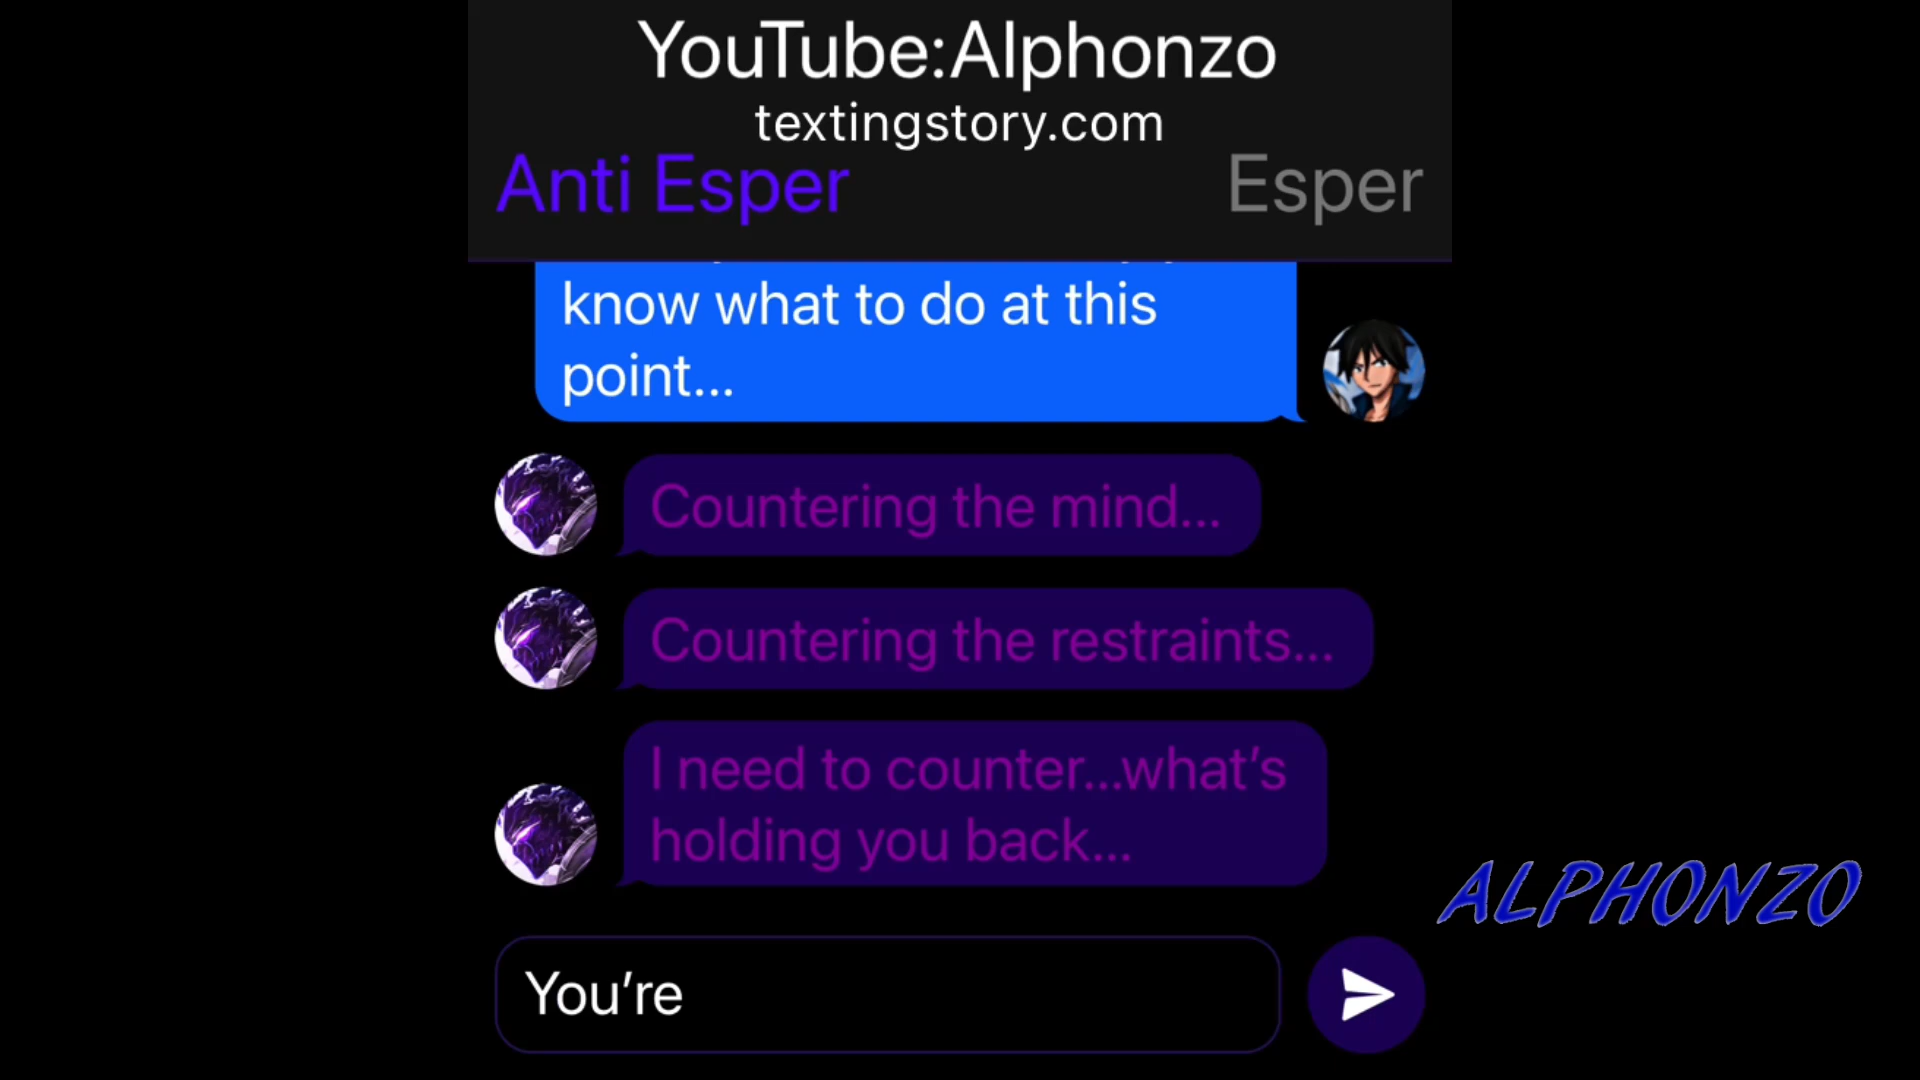 YouTube:Alphonzo
textingstory.com
Anti Esper
Esper
know what to do at this
point...
Countering the mind...
Countering the restraints...
I need to counter...what’s
holding you back...
ALPHONZO
You’re